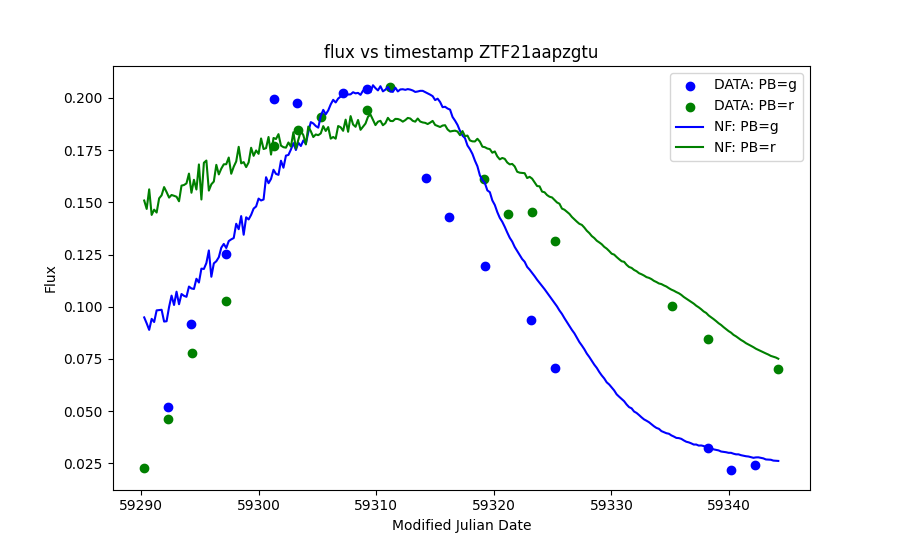 flux vs timestamp ZTF21aapzgtu
DATA: PB=g
DATA: PB=r
NF: PB=g
NF: PB=r
0.200
0.175
0.150
0.125
0.100
0.075
0.050
0.025
Flux
59290 59300 59310 59320 59330 59340
Modified Julian Date